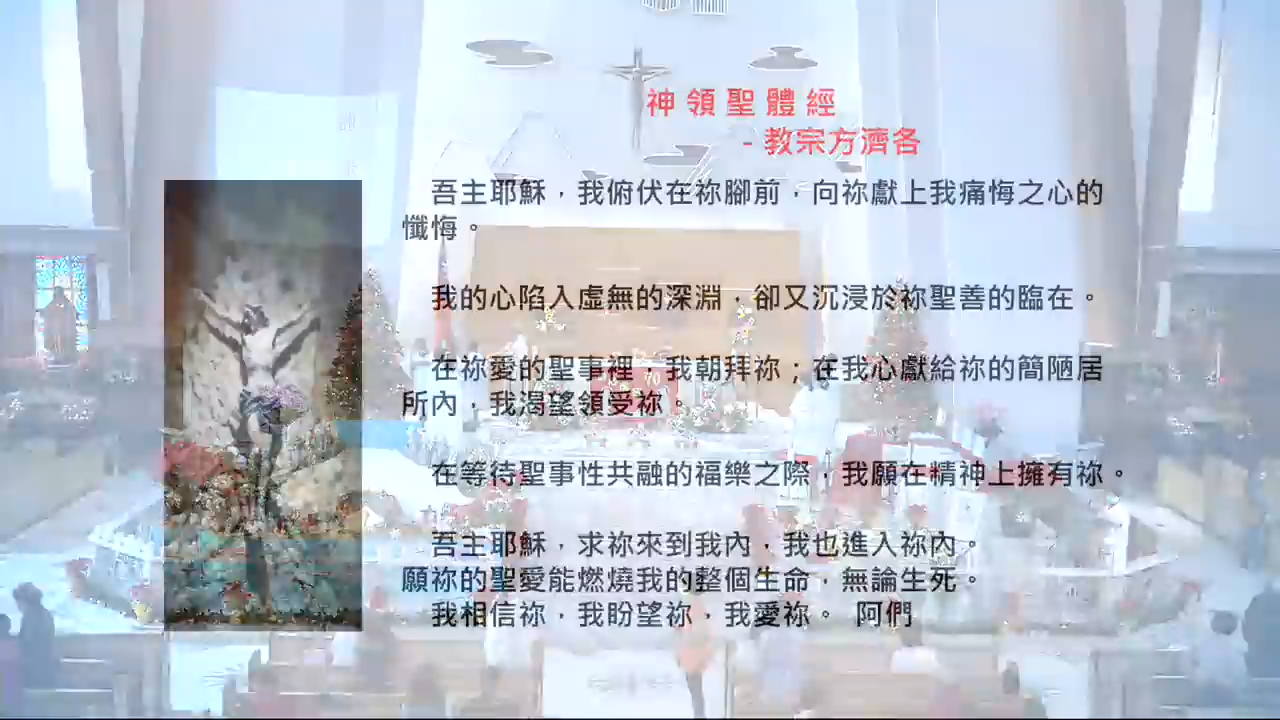 神領聖體經
- 教宗方濟各
吾主耶穌，我俯伏在祢腳前，向祢獻上我痛悔之心的
懺悔。
我的心陷入虛無的深淵，卻又沉浸於祢聖善的臨在。
在祢愛的聖事裡，我朝拜祢；在我心獻給祢的簡陋居
所內，我渴望領受祢。
70
在等待聖事性共融的福樂之際，我願在精神上擁有祢。
吾主耶穌，求祢來到我內，我也進入祢內。
願祢的聖愛能燃燒我的整個生命，無論生死。
我相信祢，我盼望祢，我愛祢。 阿們